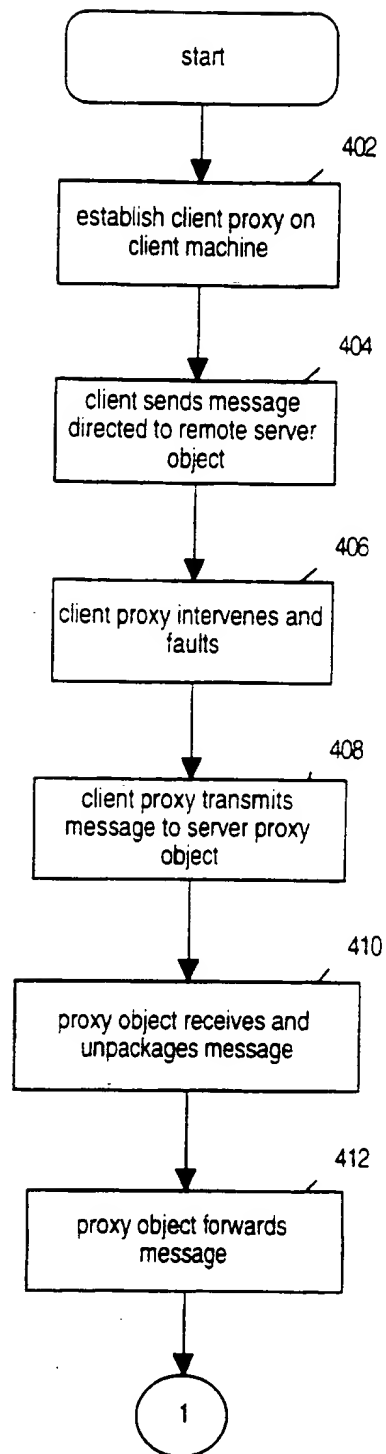 start
402
establish client proxy on
client machine
404
client sends message
directed to remote server
object
406
client proxy intervenes and
faults
408
client proxy transmits
message to server proxy
object
410
proxy object receives and
unpackages message
412
proxy object forwards
message
1